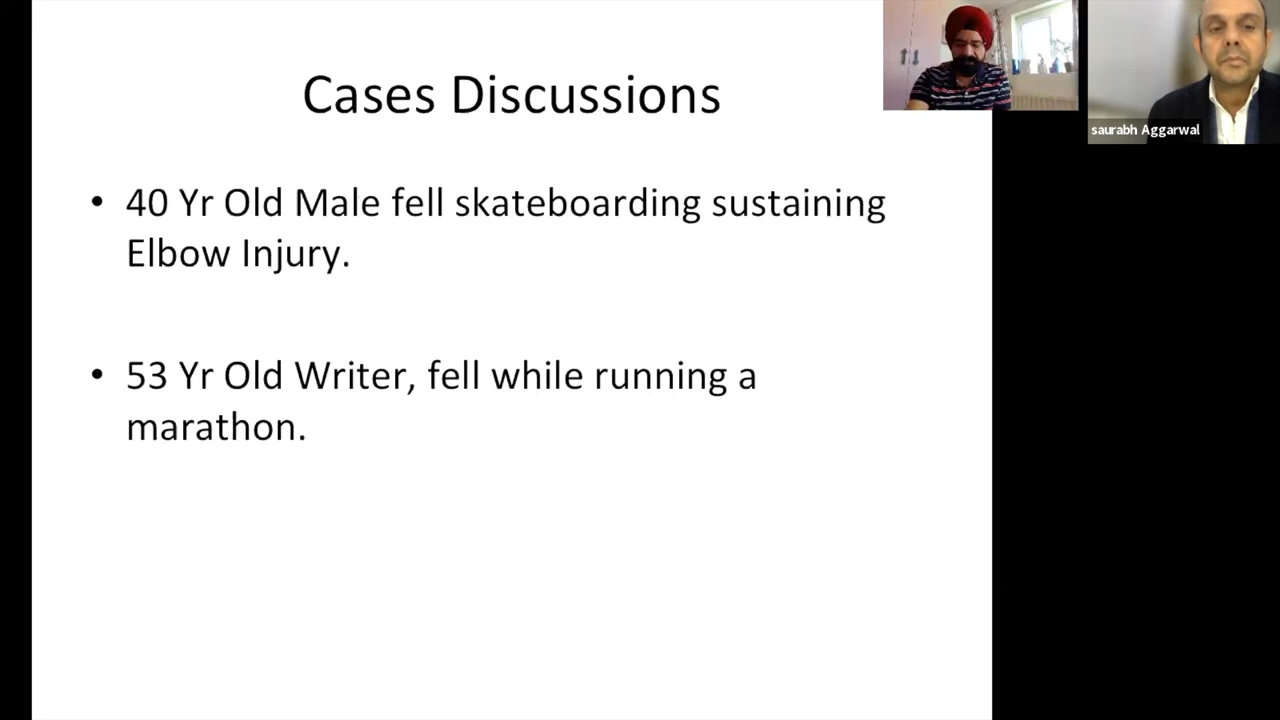 Cases Discussions
• 40 Yr Old Male fell skateboarding sustaining
Elbow Injury.
• 53 Yr Old Writer, fell while running a
marathon.
saurabh Aggarwal